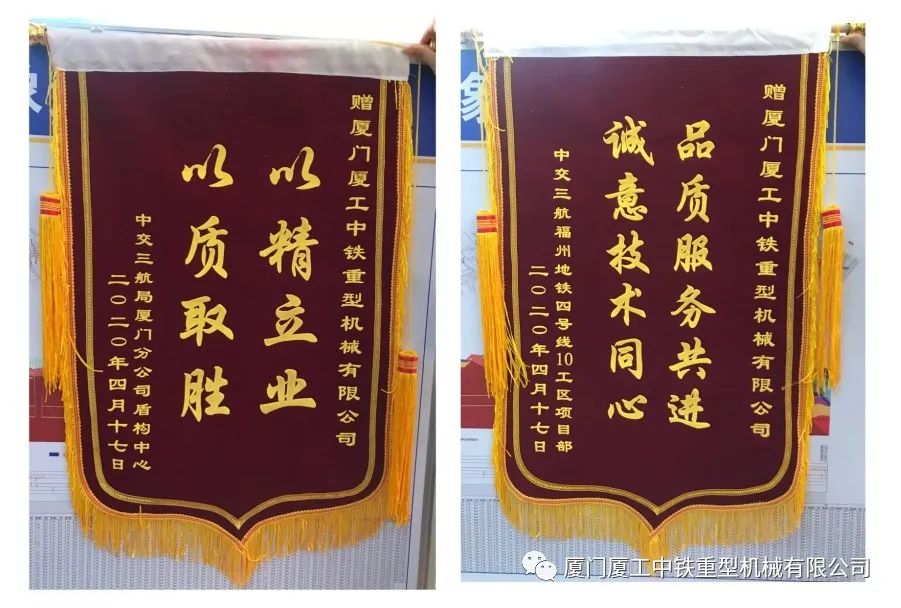 赠厦门厦工中铁重型机械有限公司
以精立业
以质取胜
中交三航局厦门分公司盾构中心
二〇二〇年四月十七日
象
赠厦门厦工中铁重型机械有限公司
品质服务共进
诚意技术同心
中交三航福州地铁四号线10工区项目部
二〇二〇年四月十七日
厦门厦工中铁重型机械有限公司